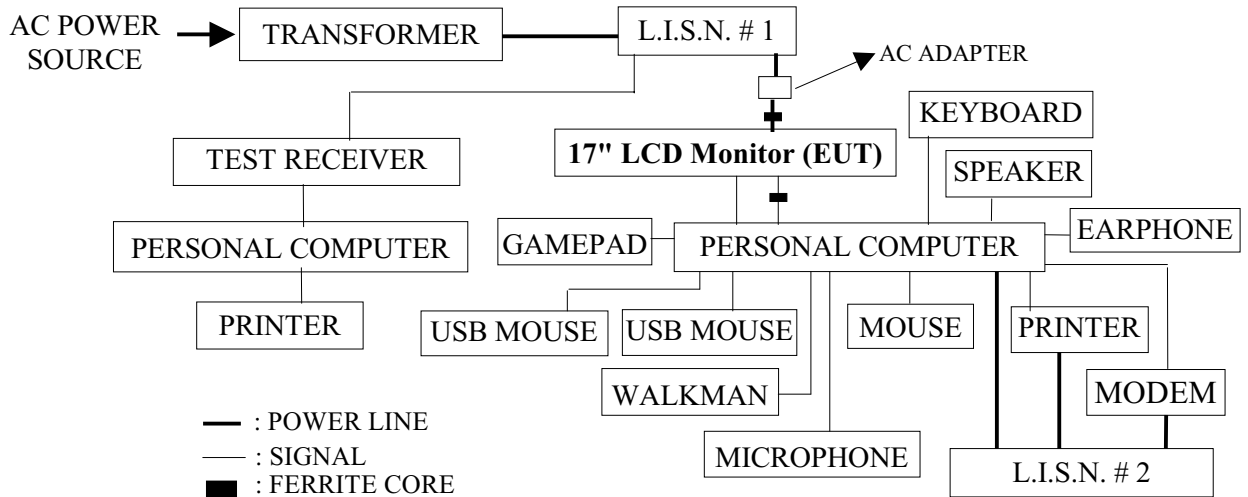 AC POWER
SOURCE
TRANSFORMER
L.I.S.N. # 1
AC ADAPTER
KEYBOARD
TEST RECEIVER
17" LCD Monitor (EUT)
SPEAKER
PERSONAL COMPUTER
GAMEPAD
PERSONAL COMPUTER
EARPHONE
PRINTER
USB MOUSE
USB MOUSE
MOUSE
PRINTER
WALKMAN
MODEM
MICROPHONE
L.I.S.N. # 2
: POWER LINE
: SIGNAL
: FERRITE CORE